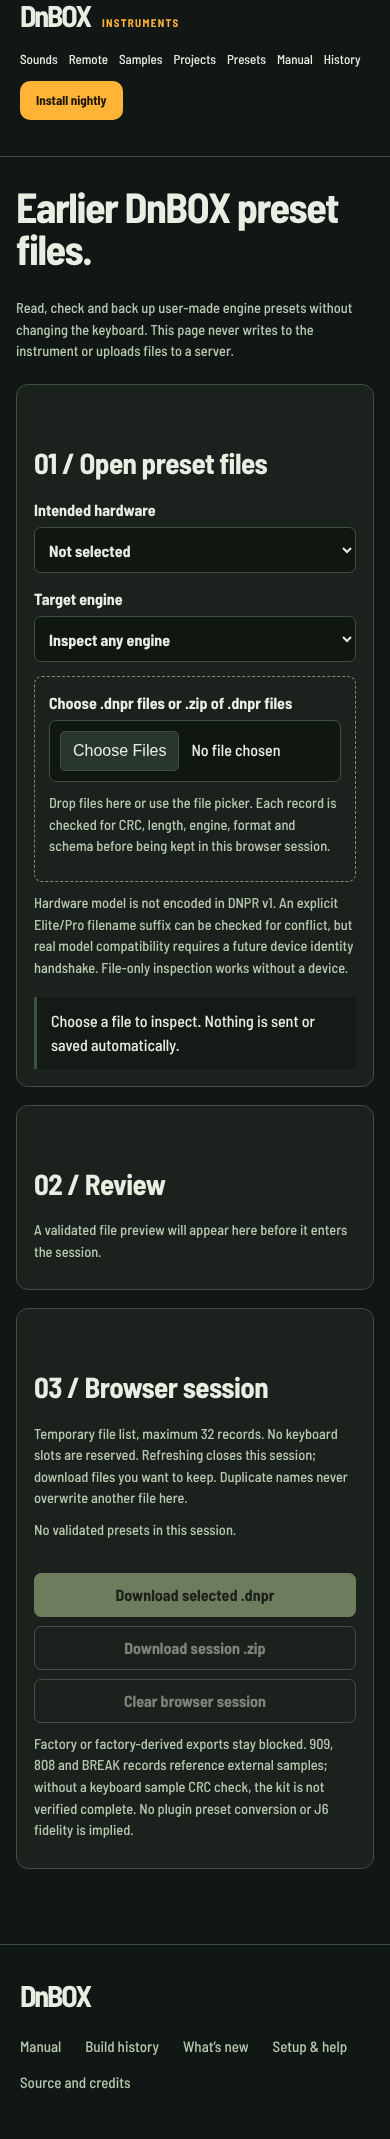 DnBOX INSTRUMENTS
Sounds Remote Samples Projects Presets Manual History
Install nightly
Earlier DnBOX preset
files.
Read, check and back up user-made engine presets without
changing the keyboard. This page never writes to the
instrument or uploads files to a server.
01 / Open preset files
Intended hardware
Not selected
Target engine
Inspect any engine
Choose .dnpr files or .zip of .dnpr files
Choose Files No file chosen
Drop files here or use the file picker. Each record is
checked for CRC, length, engine, format and
schema before being kept in this browser session.
Hardware model is not encoded in DNPR v1. An explicit
Elite/Pro filename suffix can be checked for conflict, but
real model compatibility requires a future device identity
handshake. File-only inspection works without a device.
Choose a file to inspect. Nothing is sent or
saved automatically.
02 / Review
A validated file preview will appear here before it enters
the session.
03 / Browser session
Temporary file list, maximum 32 records. No keyboard
slots are reserved. Refreshing closes this session;
download files you want to keep. Duplicate names never
overwrite another file here.
No validated presets in this session.
Download selected .dnpr
Download session .zip
Clear browser session
Factory or factory-derived exports stay blocked. 909,
808 and BREAK records reference external samples;
without a keyboard sample CRC check, the kit is not
verified complete. No plugin preset conversion or J6
fidelity is implied.
DnBOX
Manual Build history What's new Setup & help
Source and credits